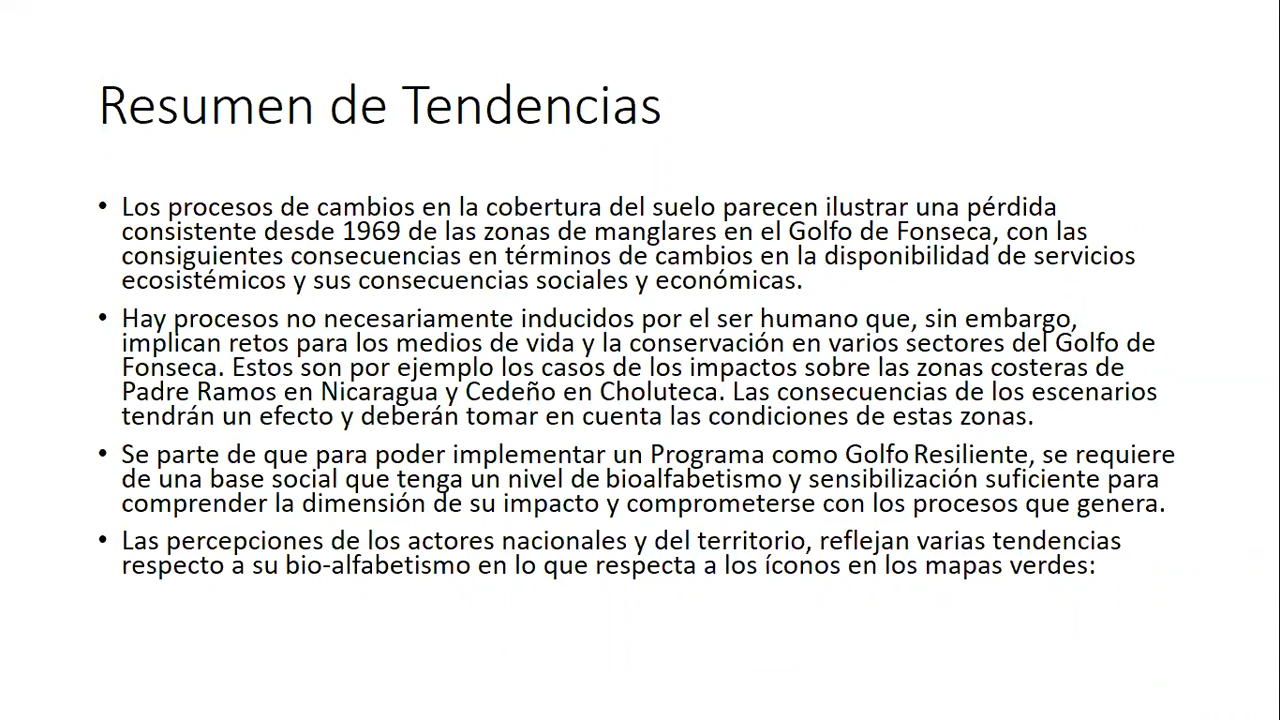 Resumen de Tendencias
• Los procesos de cambios en la cobertura del suelo parecen ilustrar una pérdida
consistente desde 1969 de las zonas de manglares en el Golfo de Fonseca, con las
consiguientes consecuencias en términos de cambios en la disponibilidad de servicios
ecosistémicos y sus consecuencias sociales y económicas.
• Hay procesos no necesariamente inducidos por el ser humano que, sin embargo,
implican retos para los medios de vida y la conservación en varios sectores del Golfo de
Fonseca. Estos son por ejemplo los casos de los impactos sobre las zonas costeras de
Padre Ramos en Nicaragua y Cedeño en Choluteca. Las consecuencias de los escenarios
tendrán un efecto y deberán tomar en cuenta las condiciones de estas zonas.
• Se parte de que para poder implementar un Programa como Golfo Resiliente, se requiere
de una base social que tenga un nivel de bioalfabetismo y sensibilización suficiente para
comprender la dimensión de su impacto y comprometerse con los procesos que genera.
• Las percepciones de los actores nacionales y del territorio, reflejan varias tendencias
respecto a su bio-alfabetismo en lo que respecta a los íconos en los mapas verdes: